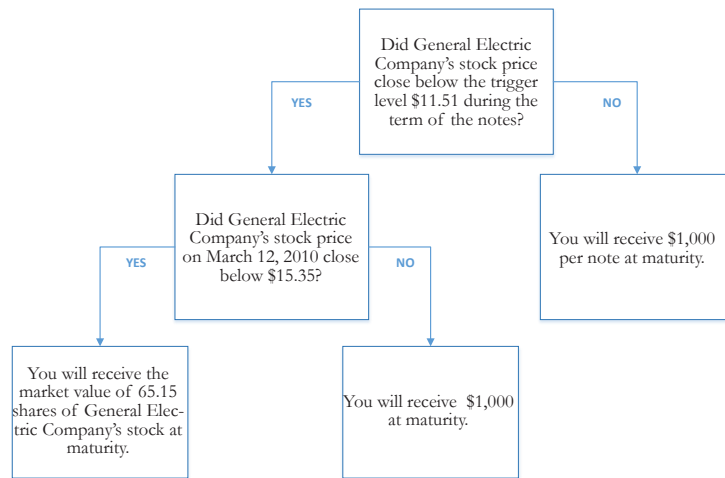 Did General Electric
Company's stock price
close below the trigger
level $11.51 during the
term of the notes?
YES
NO
Did General Electric
Company's stock price
on March 12, 2010 close
below $15.35?
You will receive $1,000
per note at maturity.
YES
NO
You will receive the
market value of 65.15
shares of General Elec-
tric Company's stock at
maturity.
You will receive $1,000
at maturity.